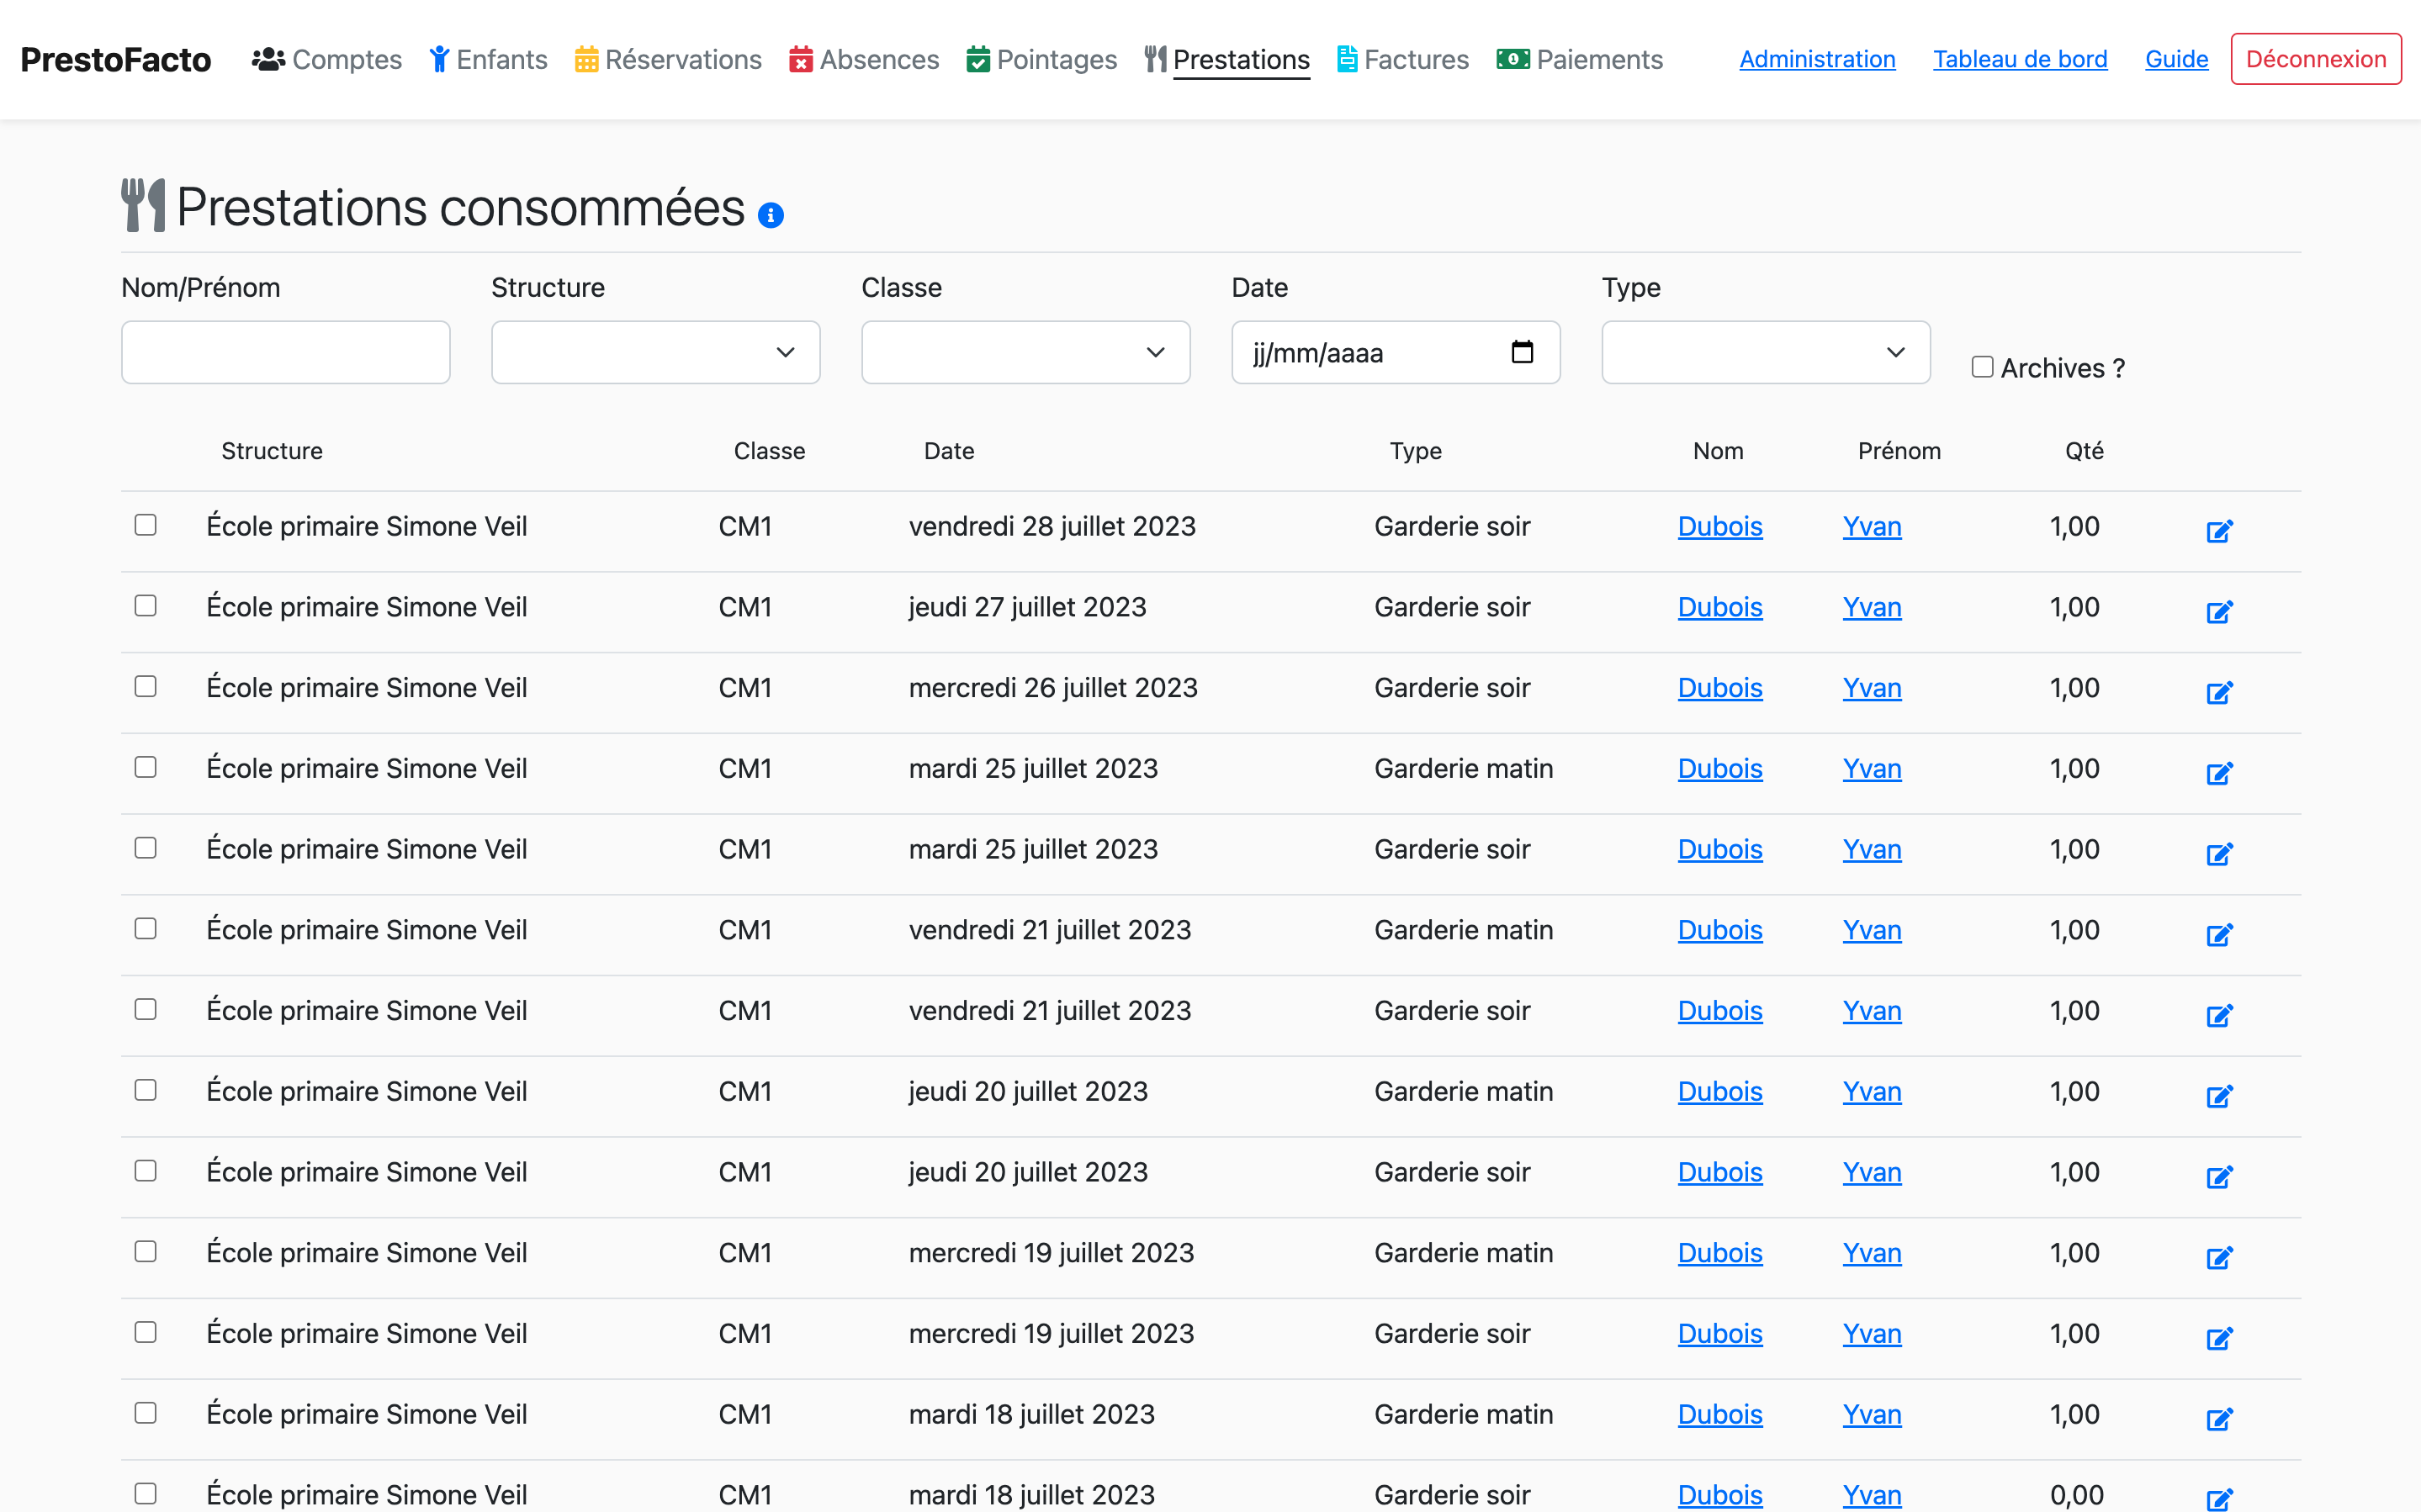 PrestoFacto Comptes Enfants Réservations Absences Pointages Prestations Factures Paiements Administration Tableau de bord Guide Déconnexion
Prestations consommées
Nom/Prénom Structure Classe Date Type
jj/mm/aaaa
Archives ?
Structure Classe Date Type Nom Prénom Qté
École primaire Simone Veil CM1 vendredi 28 juillet 2023 Garderie soir Dubois Yvan 1,00
École primaire Simone Veil CM1 jeudi 27 juillet 2023 Garderie soir Dubois Yvan 1,00
École primaire Simone Veil CM1 mercredi 26 juillet 2023 Garderie soir Dubois Yvan 1,00
École primaire Simone Veil CM1 mardi 25 juillet 2023 Garderie matin Dubois Yvan 1,00
École primaire Simone Veil CM1 mardi 25 juillet 2023 Garderie soir Dubois Yvan 1,00
École primaire Simone Veil CM1 vendredi 21 juillet 2023 Garderie matin Dubois Yvan 1,00
École primaire Simone Veil CM1 vendredi 21 juillet 2023 Garderie soir Dubois Yvan 1,00
École primaire Simone Veil CM1 jeudi 20 juillet 2023 Garderie matin Dubois Yvan 1,00
École primaire Simone Veil CM1 jeudi 20 juillet 2023 Garderie soir Dubois Yvan 1,00
École primaire Simone Veil CM1 mercredi 19 juillet 2023 Garderie matin Dubois Yvan 1,00
École primaire Simone Veil CM1 mercredi 19 juillet 2023 Garderie soir Dubois Yvan 1,00
École primaire Simone Veil CM1 mardi 18 juillet 2023 Garderie matin Dubois Yvan 1,00
École primaire Simone Veil CM1 mardi 18 juillet 2023 Garderie soir Dubois Yvan 0,00